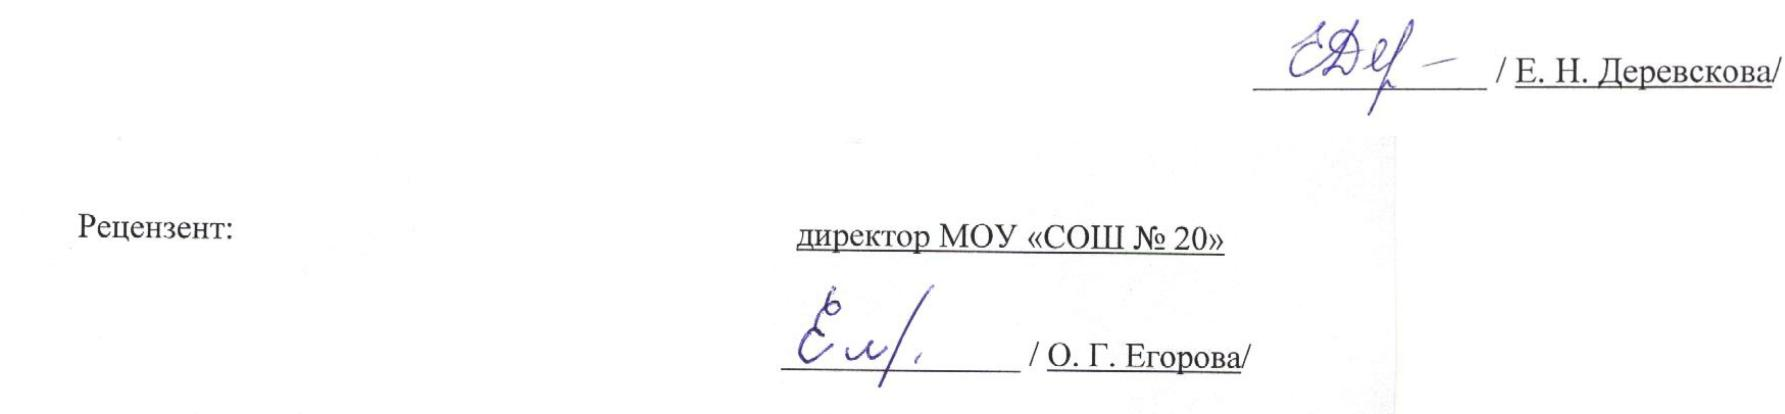 / Е. Н. Деревскова/
Рецензент:
директор МОУ «СОШ № 20»
/ О. Г. Егорова/